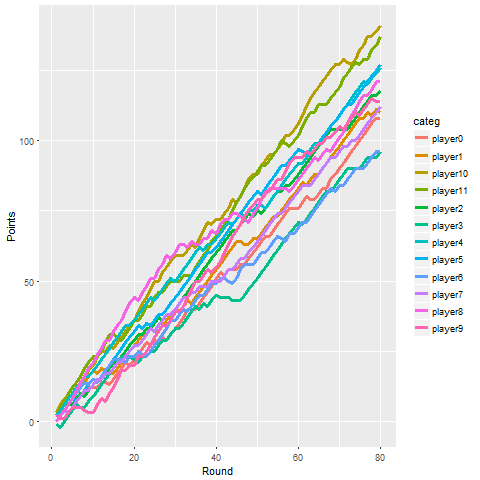 100
50
0
0
20
40
60
80
Round
Points
categ
player0
player1
player10
player11
player2
player3
player4
player5
player6
player7
player8
player9